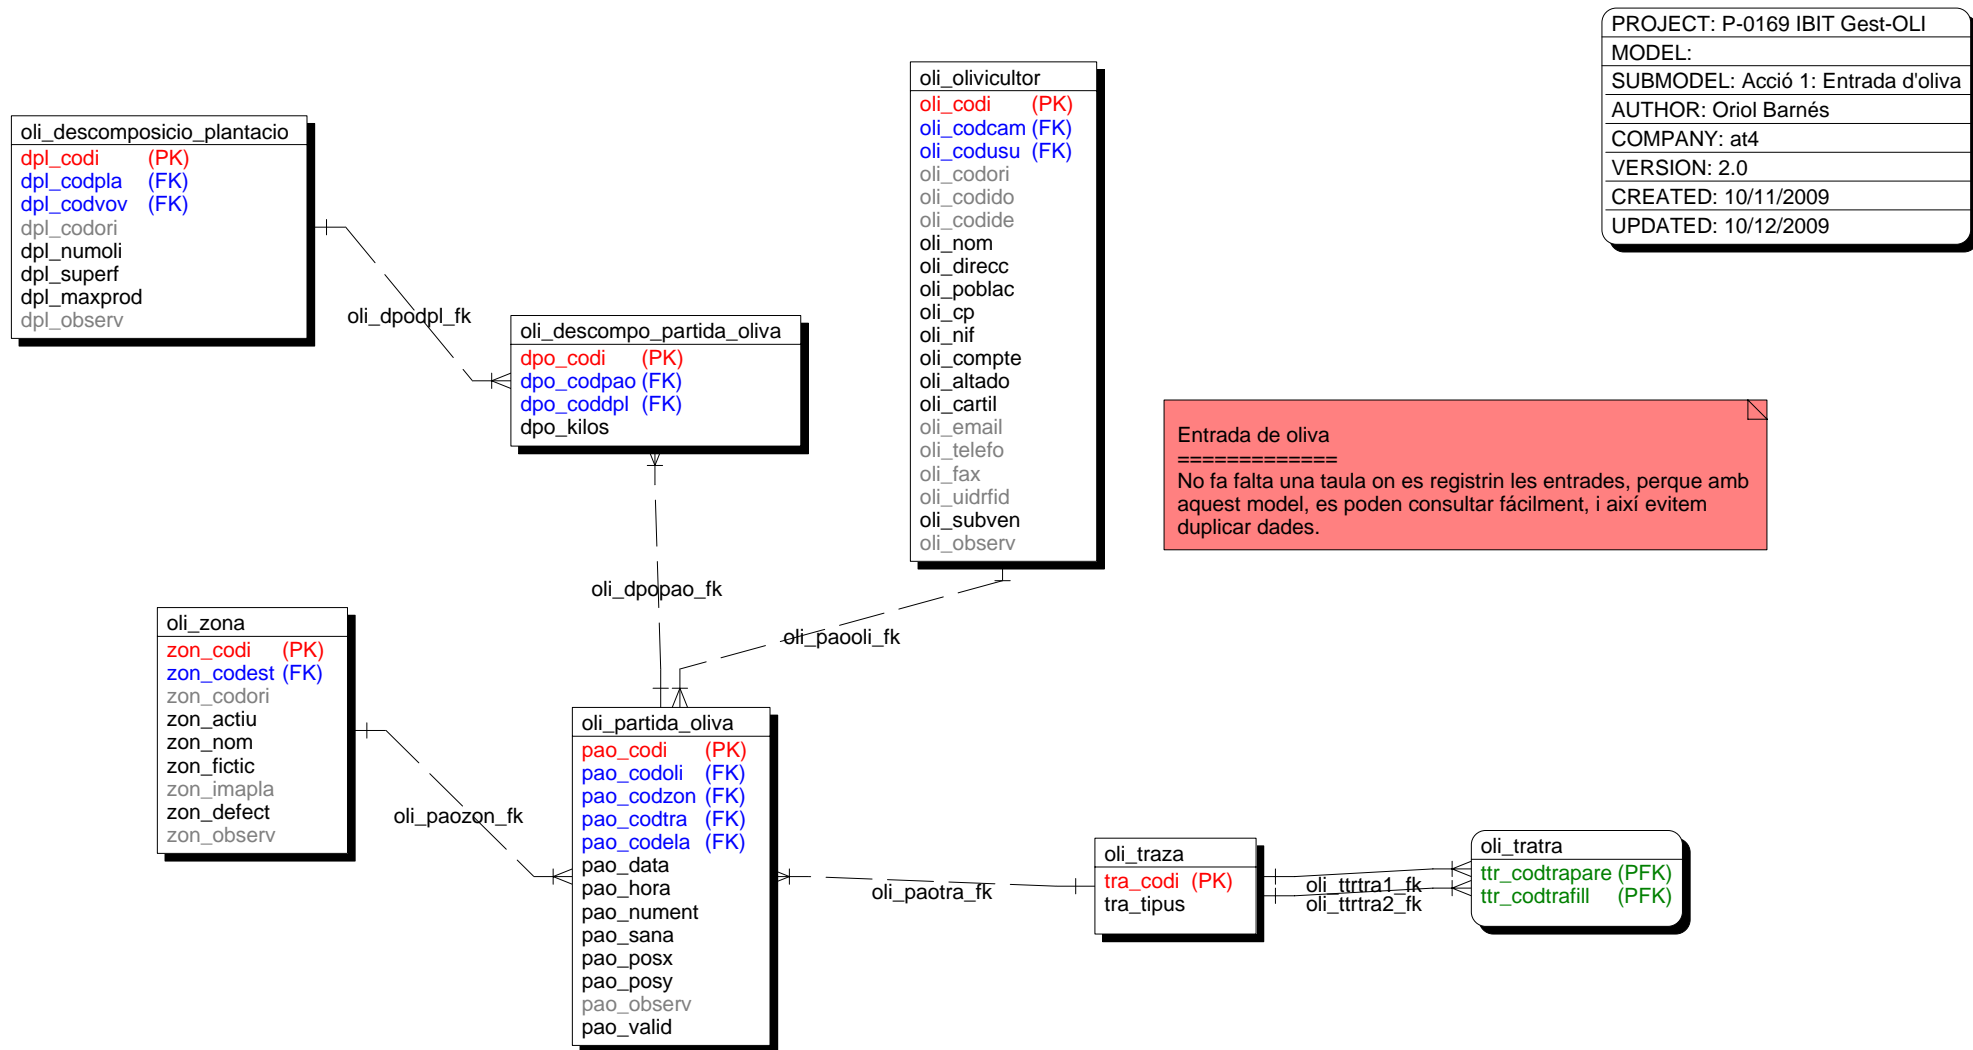 PROJECT: P-0169 IBIT Gest-OLI
MODEL:
SUBMODEL: Acció 1: Entrada d'oliva
AUTHOR: Oriol Barnés
COMPANY: at4
VERSION: 2.0
CREATED: 10/11/2009
UPDATED: 10/12/2009
oli_descomposicio_plantacio
dpl_codi (PK)
dpl_codpla (FK)
dpl_codvov (FK)
dpl_codori
dpl_numoli
dpl_superf
dpl_maxprod
dpl_observ
oli_dpodpl_fk
oli_descompo_partida_oliva
dpo_codi (PK)
dpo_codpao (FK)
dpo_coddpl (FK)
dpo_kilos
oli_olivicultor
oli_codi (PK)
oli_codcam (FK)
oli_codusu (FK)
oli_codori
oli_codido
oli_codide
oli_nom
oli_direcc
oli_poblac
oli_cp
oli_nif
oli_compte
oli_altado
oli_cartil
oli_email
oli_telefo
oli_fax
oli_uidrfid
oli_subven
oli_observ
Entrada de oliva
=============
No fa falta una taula on es registrin les entrades, perque amb
aquest model, es poden consultar fácilment, i així evitem
duplicar dades.
oli_dpopao_fk
oli_paooli_fk
oli_zona
zon_codi (PK)
zon_codest (FK)
zon_codori
zon_actiu
zon_nom
zon_fictic
zon_imapla
zon_defect
zon_observ
oli_paozon_fk
oli_partida_oliva
pao_codi (PK)
pao_codoli (FK)
pao_codzon (FK)
pao_codtra (FK)
pao_codela (FK)
pao_data
pao_hora
pao_nument
pao_sana
pao_posx
pao_posy
pao_observ
pao_valid
oli_paotra_fk
oli_traza
tra_codi (PK)
tra_tipus
oli_ttrtra1_fk
oli_ttrtra2_fk
oli_tratra
ttr_codtrapare (PFK)
ttr_codtrafill (PFK)